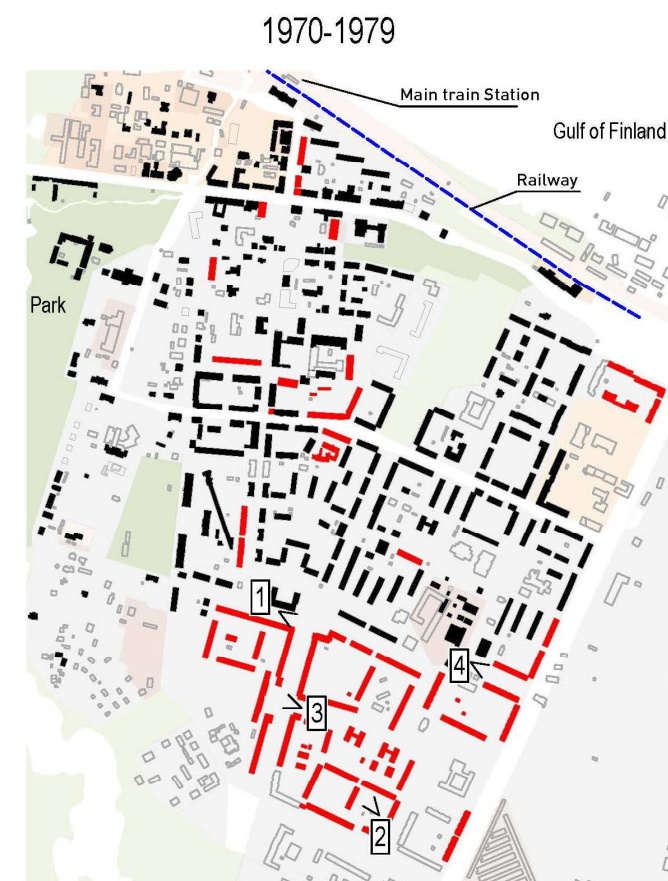 1970-1979
Main train Station
Gulf of Finland
Railway
Park
1
4
3
2